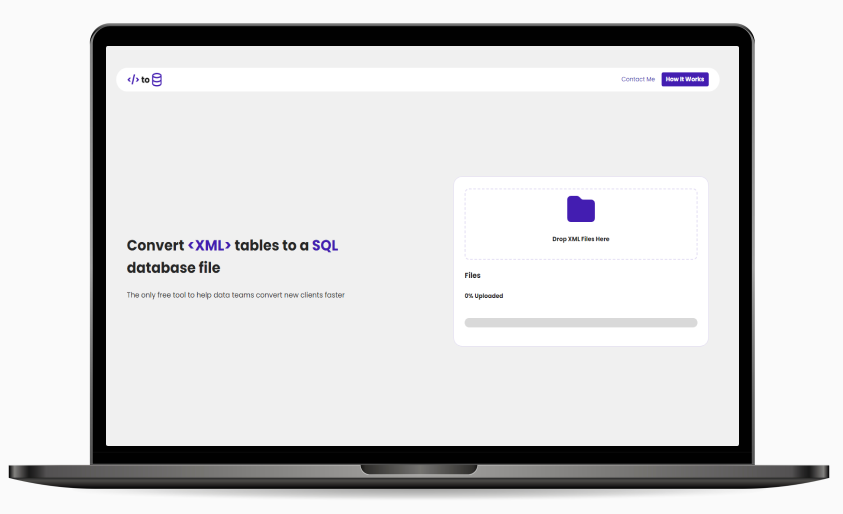 </> to
Contact Me
How It Works
Convert <XML> tables to a SQL
database file
The only free tool to help data teams convert new clients faster
Drop XML Files Here
Files
0% Uploaded